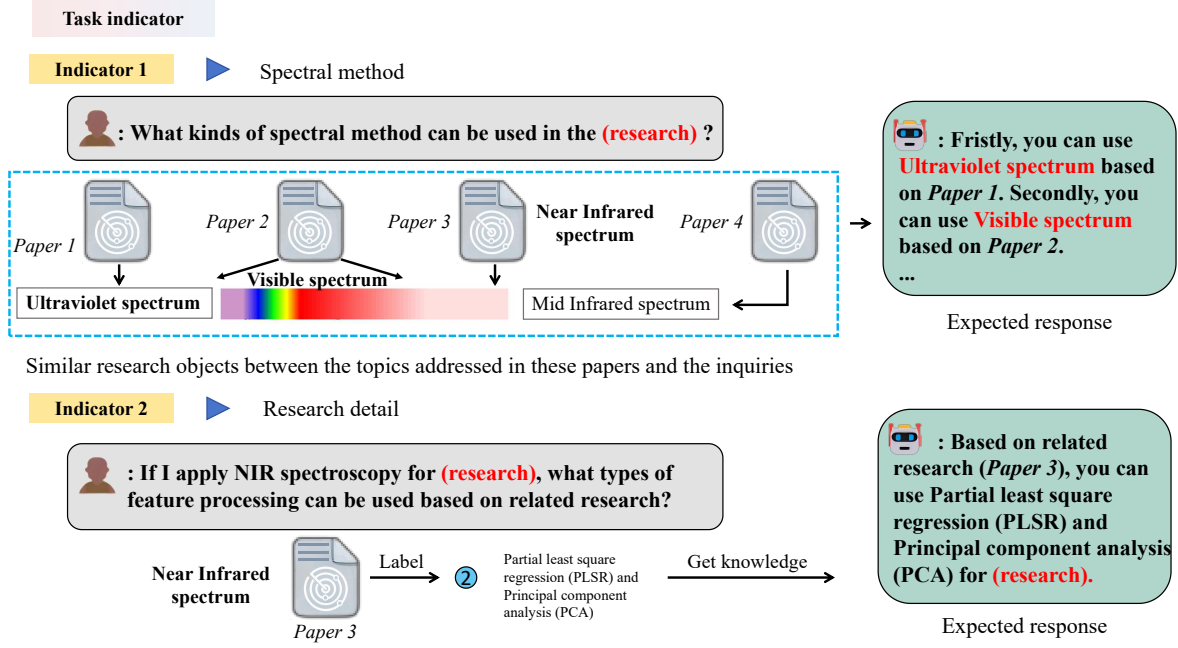 Task indicator
Indicator 1
Spectral method
: What kinds of spectral method can be used in the (research) ?
Paper 1
Paper 2
Paper 3
Near Infrared
spectrum
Paper 4
Ultraviolet spectrum
Visible spectrum
Mid Infrared spectrum
: Fristly, you can use
Ultraviolet spectrum based
on Paper 1. Secondly, you
can use Visible spectrum
based on Paper 2.
...
Expected response
Similar research objects between the topics addressed in these papers and the inquiries
Indicator 2
Research detail
: If I apply NIR spectroscopy for (research), what types of
feature processing can be used based on related research?
Near Infrared
spectrum
Paper 3
Label
2
Partial least square
regression (PLSR) and
Principal component
analysis (PCA)
Get knowledge
: Based on related
research (Paper 3), you can
use Partial least square
regression (PLSR) and
Principal component analysis
(PCA) for (research).
Expected response